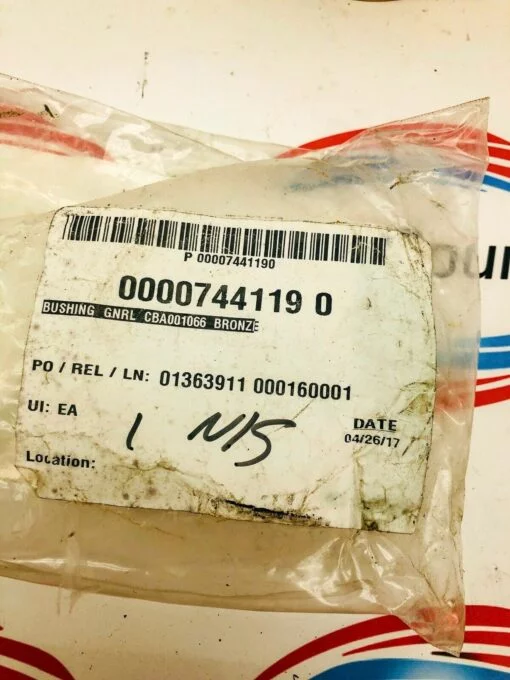 P 00007441190
0000744119 0
BUSHING GNRL CBA001066 BRONZE
PO / REL / LN: 01363911 000160001
UI: EA
1 N/S
DATE
04/26/17
Location: